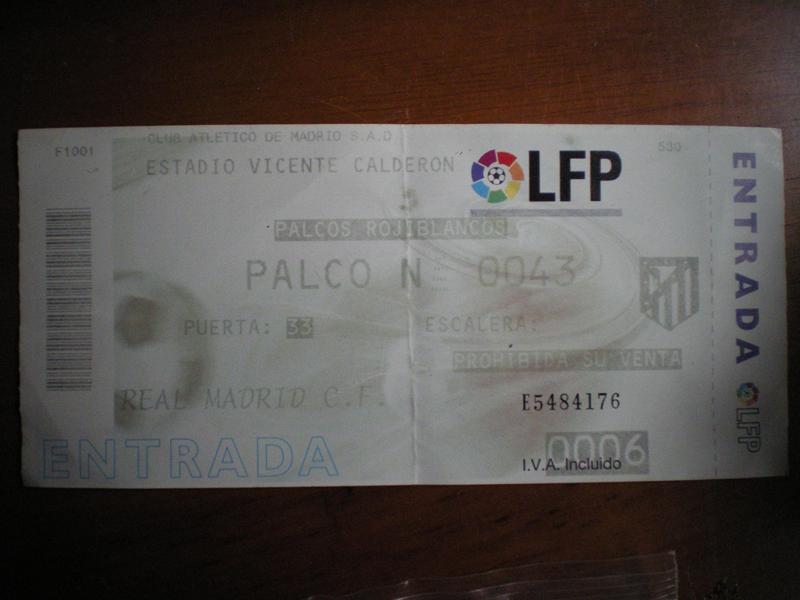 F1001
CLUB ATLETICO DE MADRID S.A.D.
530
ESTADIO VICENTE CALDERON
LFP
PALCOS ROJIBLANCOS
PALCO N 0043
PUERTA: 33 ESCALERA:
PROHIBIDA SU VENTA
REAL MADRID C.F.
E5484176
ENTRADA
0006
I.V.A. Incluido
ENTRADA
LFP